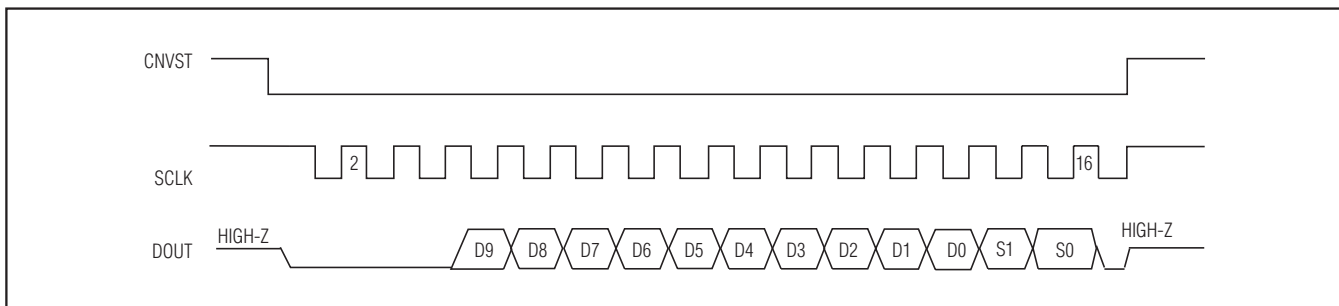 CNVST
SCLK 2 16
DOUT HIGH-Z D9 D8 D7 D6 D5 D4 D3 D2 D1 D0 S1 S0 HIGH-Z